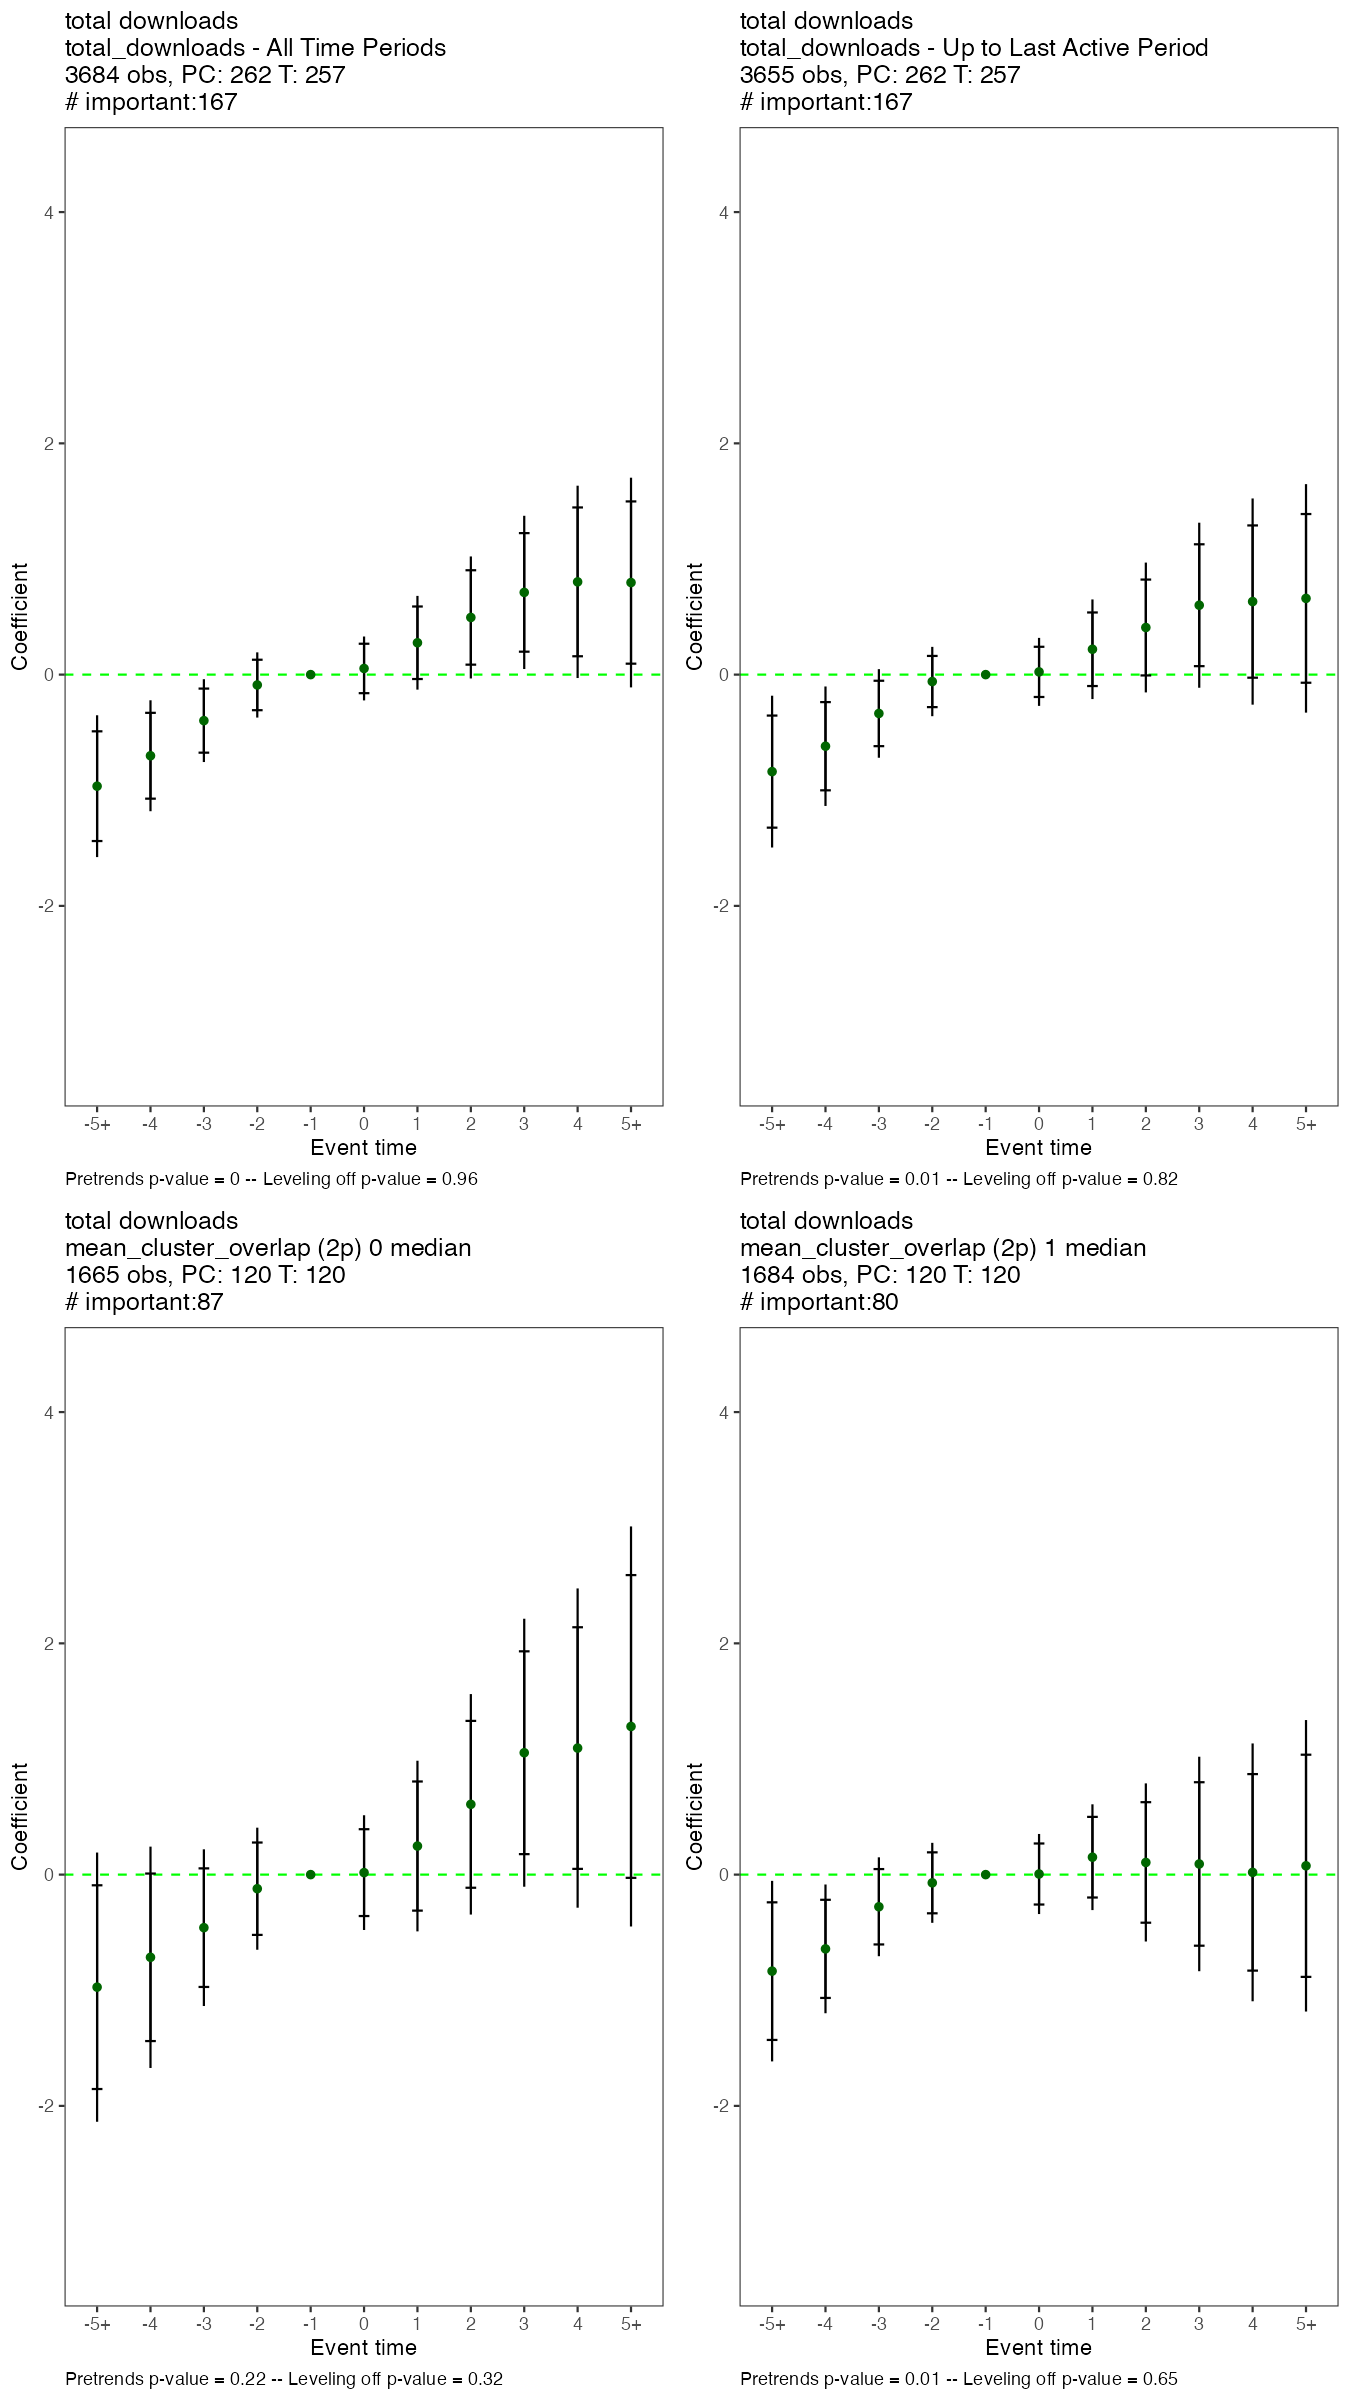 total downloads
total_downloads - All Time Periods
3684 obs, PC: 262 T: 257
# important:167
4
2
0
-2
Coefficient
-5+ -4 -3 -2 -1 0 1 2 3 4 5+
Event time
Pretrends p-value = 0 -- Leveling off p-value = 0.96
total downloads
total_downloads - Up to Last Active Period
3655 obs, PC: 262 T: 257
# important:167
4
2
0
-2
Coefficient
-5+ -4 -3 -2 -1 0 1 2 3 4 5+
Event time
Pretrends p-value = 0.01 -- Leveling off p-value = 0.82
total downloads
mean_cluster_overlap (2p) 0 median
1665 obs, PC: 120 T: 120
# important:87
4
2
0
-2
Coefficient
-5+ -4 -3 -2 -1 0 1 2 3 4 5+
Event time
Pretrends p-value = 0.22 -- Leveling off p-value = 0.32
total downloads
mean_cluster_overlap (2p) 1 median
1684 obs, PC: 120 T: 120
# important:80
4
2
0
-2
Coefficient
-5+ -4 -3 -2 -1 0 1 2 3 4 5+
Event time
Pretrends p-value = 0.01 -- Leveling off p-value = 0.65